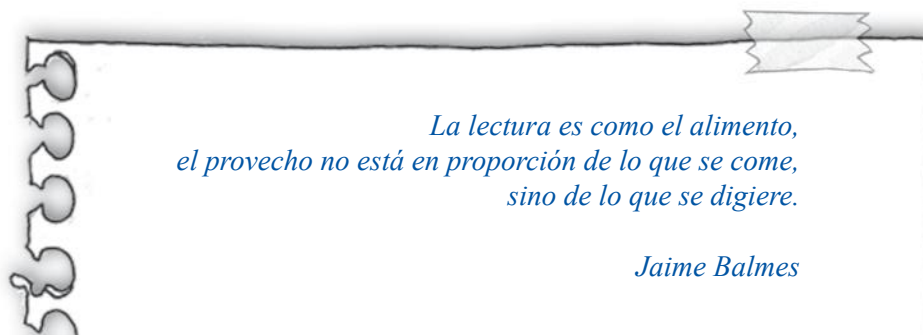 La lectura es como el alimento,
el provecho no está en proporción de lo que se come,
sino de lo que se digiere.
Jaime Balmes